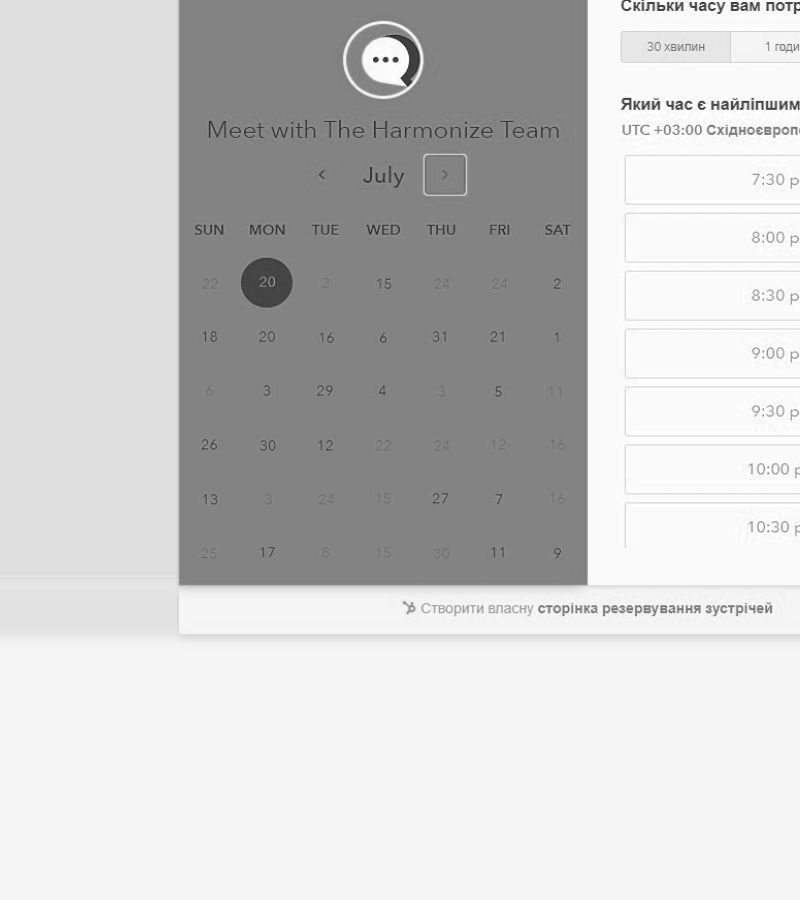 Meet with The Harmonize Team
July
SUN MON TUE WED THU FRI SAT
22 20 2 15 24 24 2
18 20 16 6 31 21 1
6 3 29 4 3 5 11
26 30 12 22 24 12 16
13 3 24 15 27 7 16
25 17 8 15 30 11 9
Скільки часу вам
30 хвилин
Який час є найліпшим
UTC +03:00
7:30
8:00
8:30
9:00
9:30
10:00
10:30
Створити власну сторінка резервування зустрічей